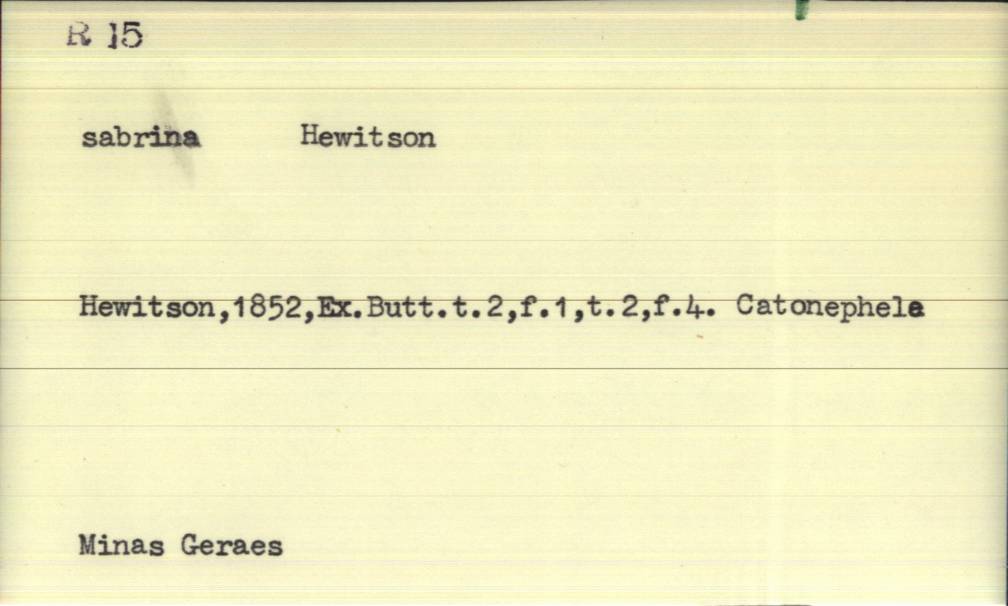 R 15
sabrina Hewitson
Hewitson,1852,Ex.Butt.t.2,f.1,t.2,f.4. Catonephele
Minas Geraes